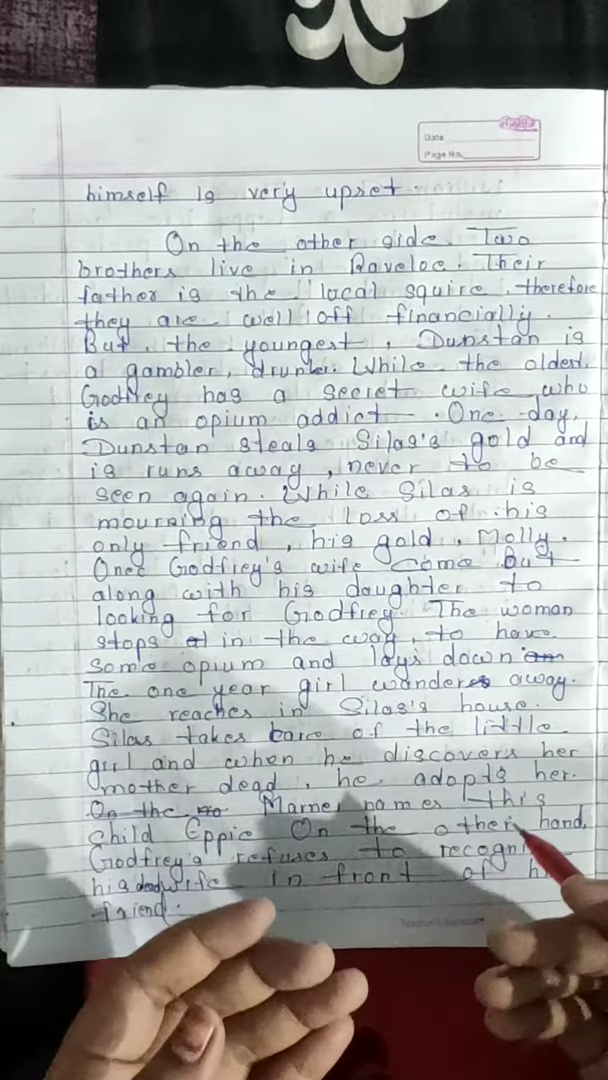 Date
Page No.
himself is very upset.
On the other side. Two
brothers live in Raveloe. Their
father is the local squire, therefore
they are well off financially.
But, the youngest, Dunstan is
a gambler, drunker. While the oldest,
Godfrey has a secret wife who
is an opium addict. One day,
Dunstan steals Silas's gold and
is runs away, never to be
seen again. While Silas is
mourning the loss of his
only friend, his gold, Molly.
Once Godfrey's wife come out
along with his daughter to
looking for Godfrey. The woman
stops in the way, to have
some opium and lays down
The one year girl wanders away.
She reaches in Silas's house.
Silas takes care of the little
girl and when he discovers her
mother dead, he adopts her.
On the Marner names this
child Eppie On the other hand,
Godfrey's refuses to
his dead wife in front of
friend.